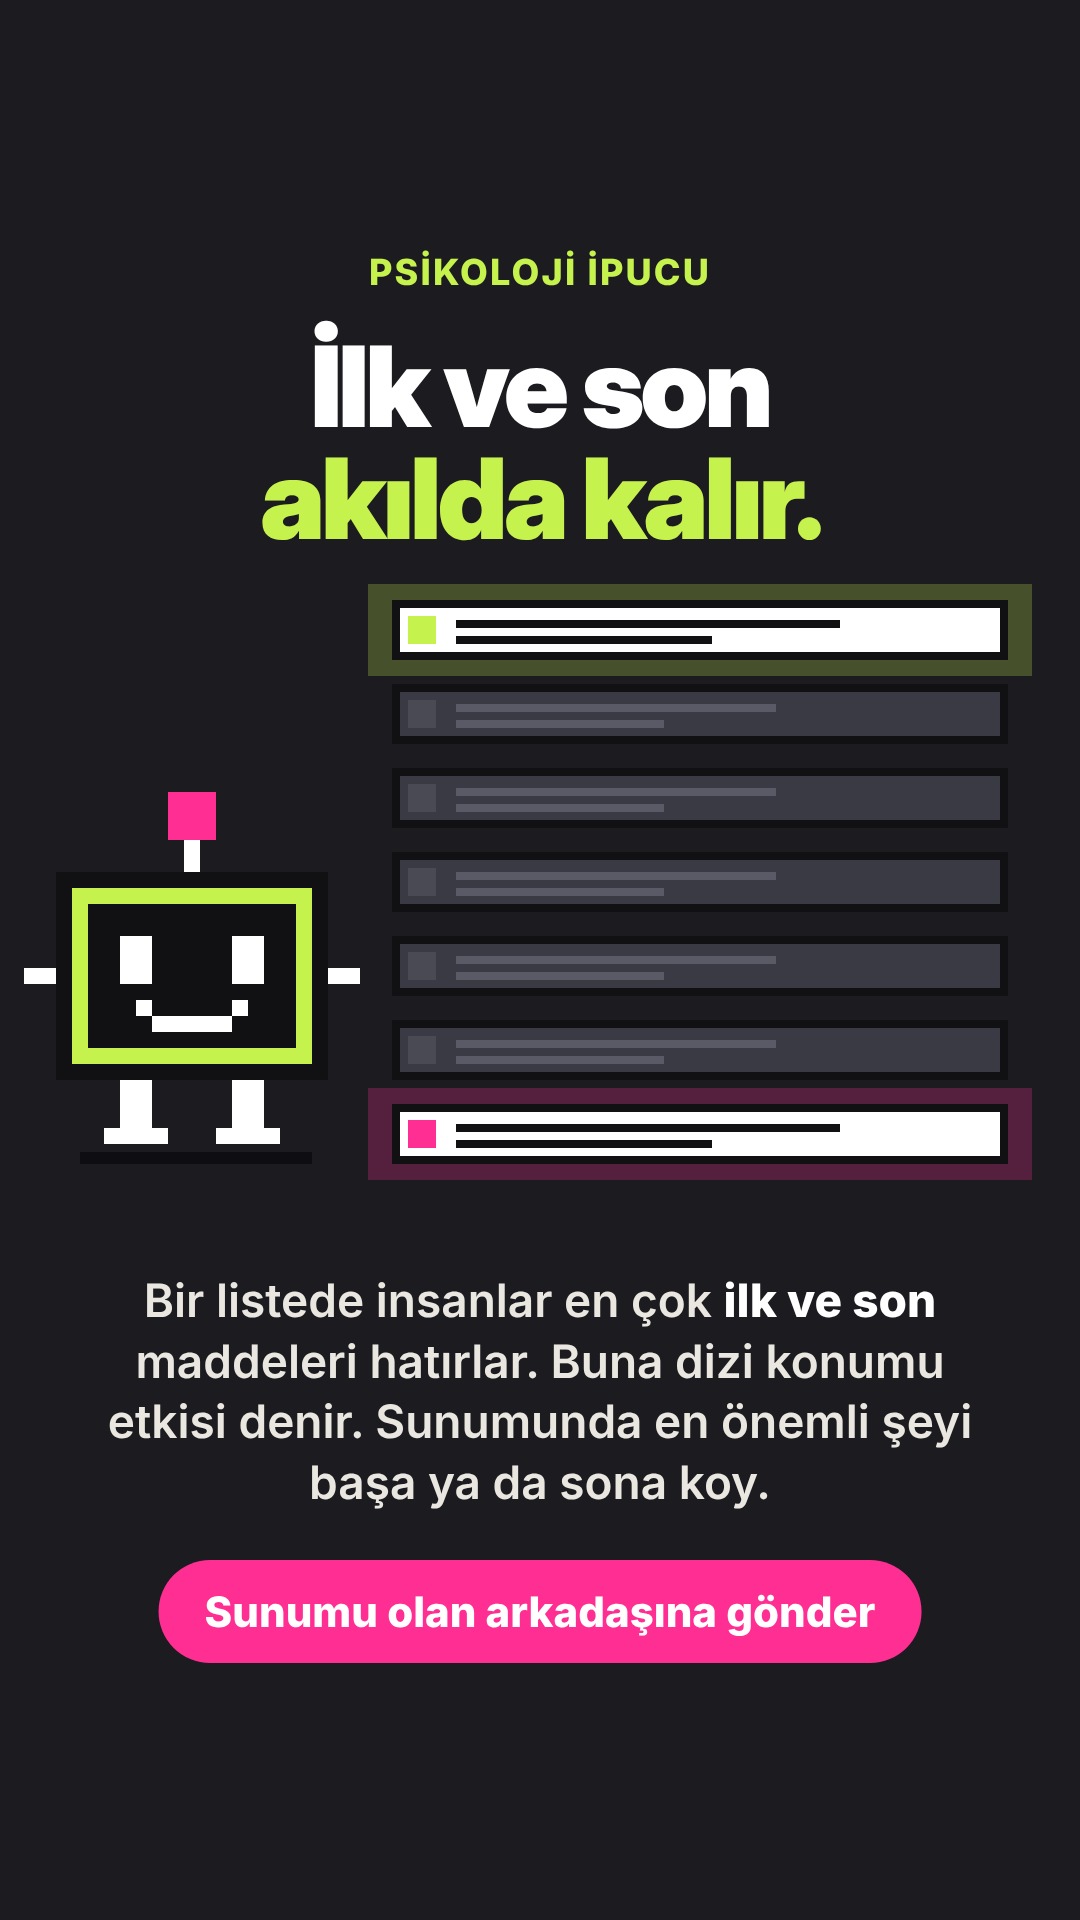 PSİKOLOJİ İPUCU
İlk ve son
akılda kalır.
Bir listede insanlar en çok ilk ve son
maddeleri hatırlar. Buna dizi konumu
etkisi denir. Sunumunda en önemli şeyi
başa ya da sona koy.
Sunumu olan arkadaşına gönder